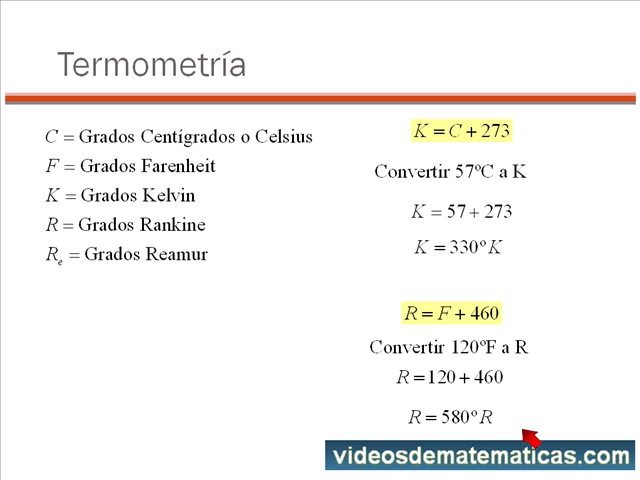 Termometría
C = Grados Centígrados o Celsius
F = Grados Farenheit
K = Grados Kelvin
R = Grados Rankine
Re = Grados Reamur
K = C + 273
Convertir 57ºC a K
K = 57 + 273
K = 330º K
R = F + 460
Convertir 120ºF a R
R = 120 + 460
R = 580º R
videosdematematicas.com